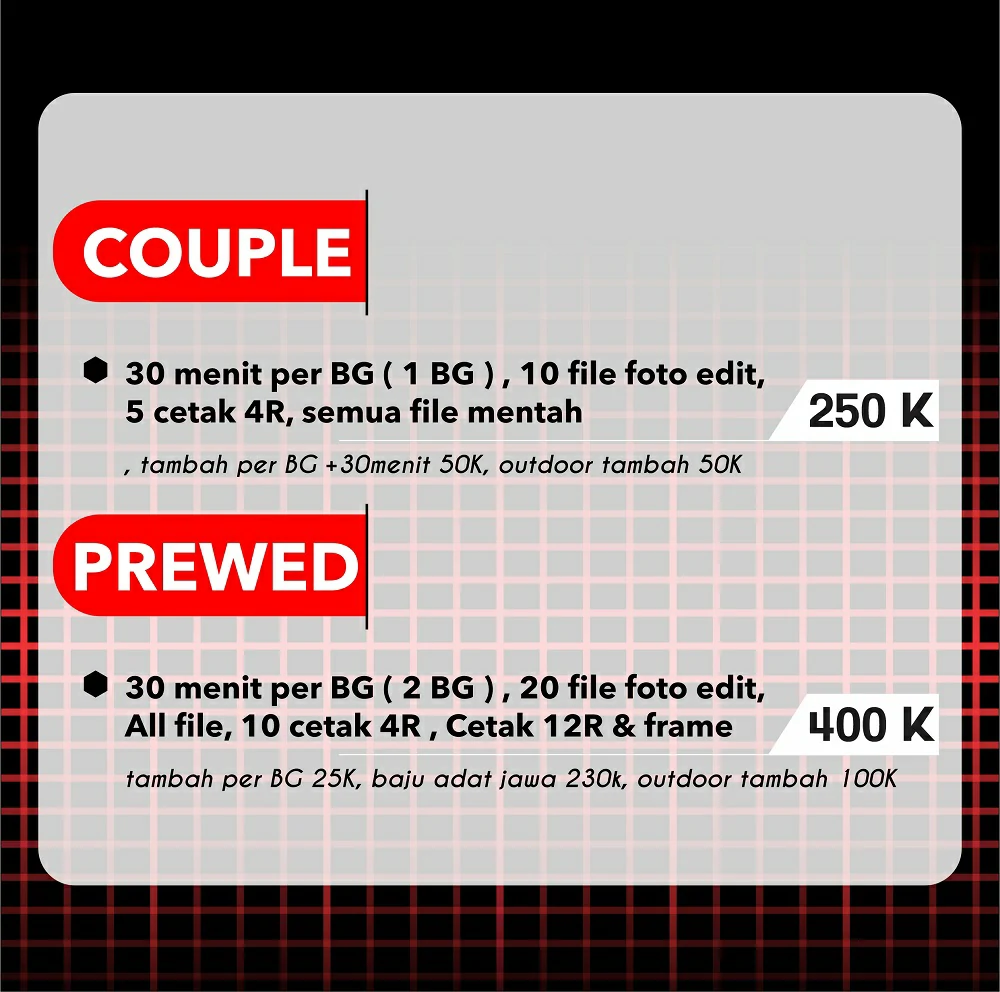 COUPLE
30 menit per BG ( 1 BG ) , 10 file foto edit,
5 cetak 4R, semua file mentah
250 K
, tambah per BG +30menit 50K, outdoor tambah 50K
PREWED
30 menit per BG ( 2 BG ) , 20 file foto edit,
All file, 10 cetak 4R , Cetak 12R & frame
400 K
tambah per BG 25K, baju adat jawa 230k, outdoor tambah 100K